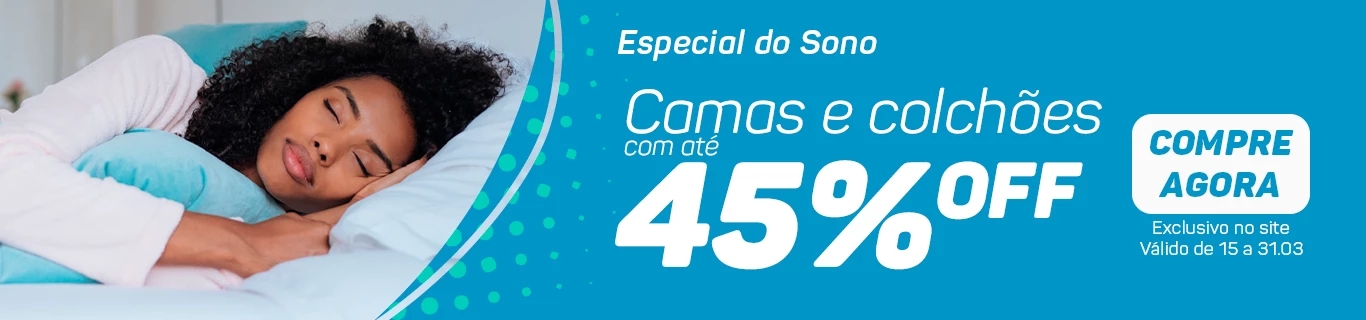 Especial do Sono
Camas e colchões
com até
45% OFF
COMPRE
AGORA
Exclusivo no site
Válido de 15 a 31.03